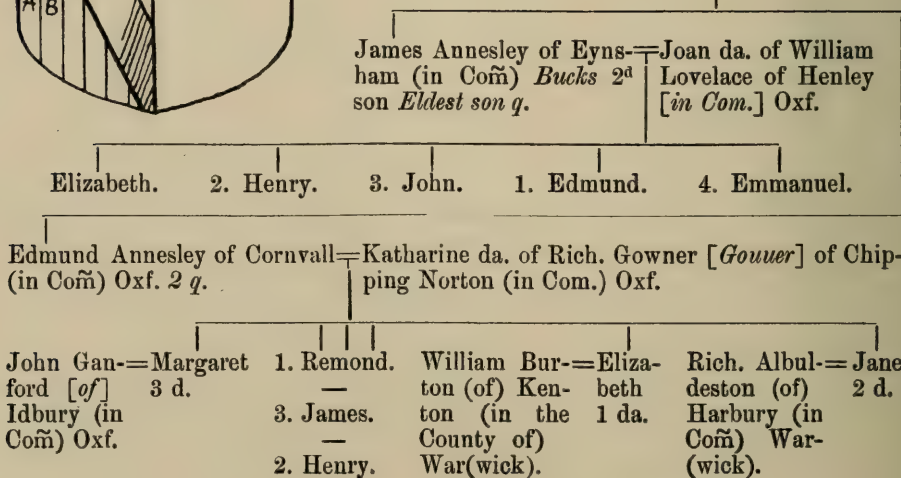 A B
James Annesley of Eyns-
ham (in Com̃) Bucks 2ᵈ
son Eldest son q.
Joan da. of William
Lovelace of Henley
[in Com.] Oxf.
Elizabeth. 2. Henry. 3. John. 1. Edmund. 4. Emmanuel.
Edmund Annesley of Cornvall
(in Com̃) Oxf. 2 q.
Katharine da. of Rich. Gowner [Gouuer] of Chip-
ping Norton (in Com.) Oxf.
John Gan-
ford [of]
Idbury (in
Com̃) Oxf.
Margaret
3 d.
1. Remond.
—
3. James.
—
2. Henry.
William Bur-
ton (of) Ken-
ton (in the
County of)
War(wick).
Eliza-
beth
1 da.
Rich. Albul-
deston (of)
Harbury (in
Com̃) War-
(wick).
Jane
2 d.